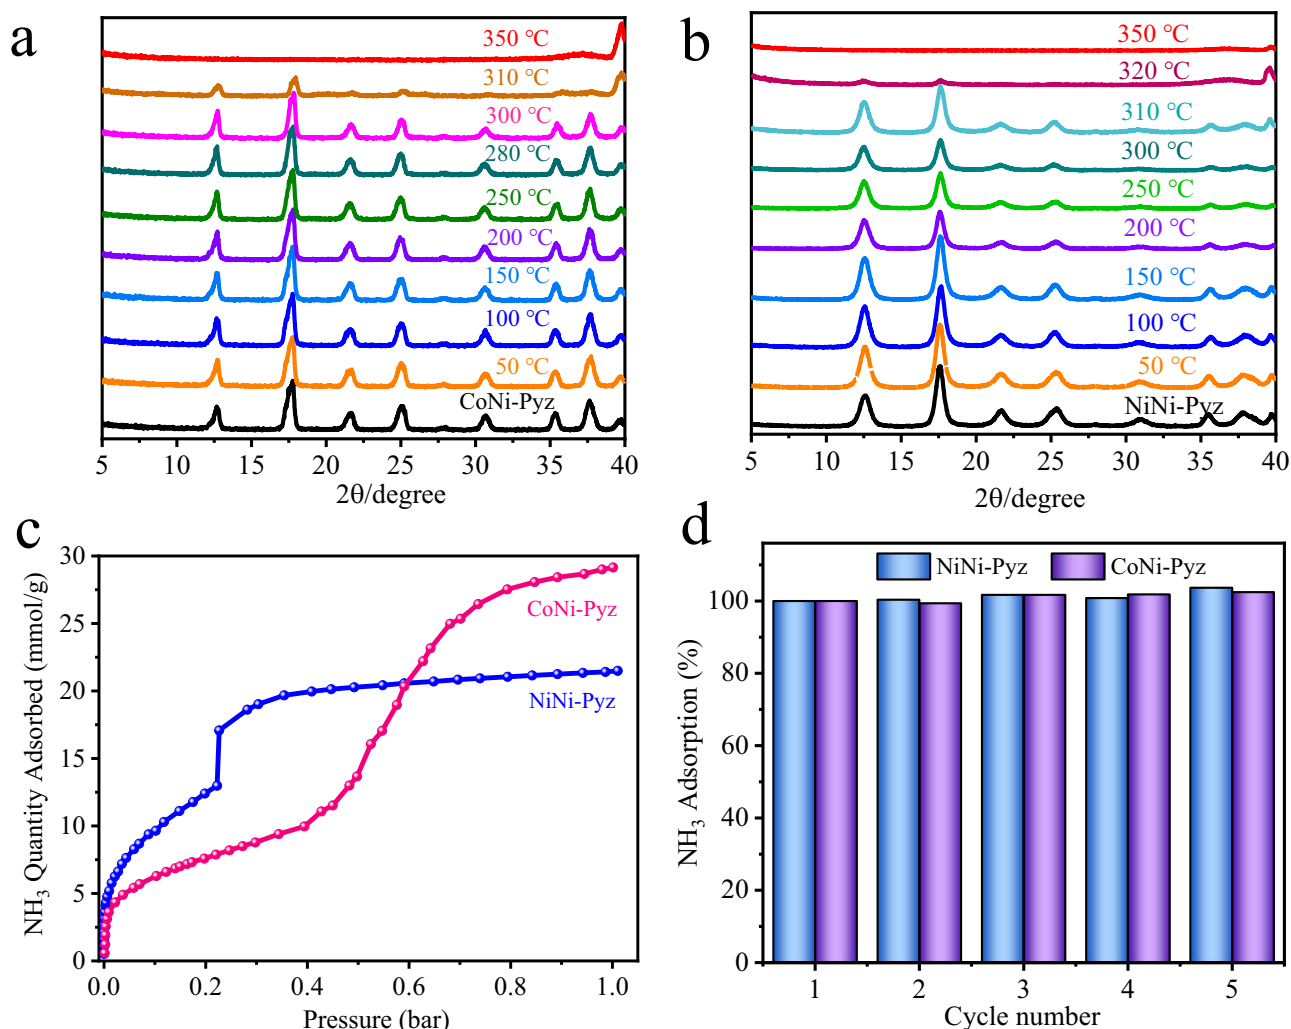 a
350 ℃
310 ℃
300 ℃
280 ℃
250 ℃
200 ℃
150 ℃
100 ℃
50 ℃
CoNi-Pyz
5 10 15 20 25 30 35 40
2θ/degree
b
350 ℃
320 ℃
310 ℃
300 ℃
250 ℃
200 ℃
150 ℃
100 ℃
50 ℃
NiNi-Pyz
5 10 15 20 25 30 35 40
2θ/degree
c
NH3 Quantity Adsorbed (mmol/g)
30
25
20
15
10
5
0
CoNi-Pyz
NiNi-Pyz
0.0 0.2 0.4 0.6 0.8 1.0
Pressure (bar)
d
NH3 Adsorption (%)
NiNi-Pyz CoNi-Pyz
100
80
60
40
20
0
1 2 3 4 5
Cycle number